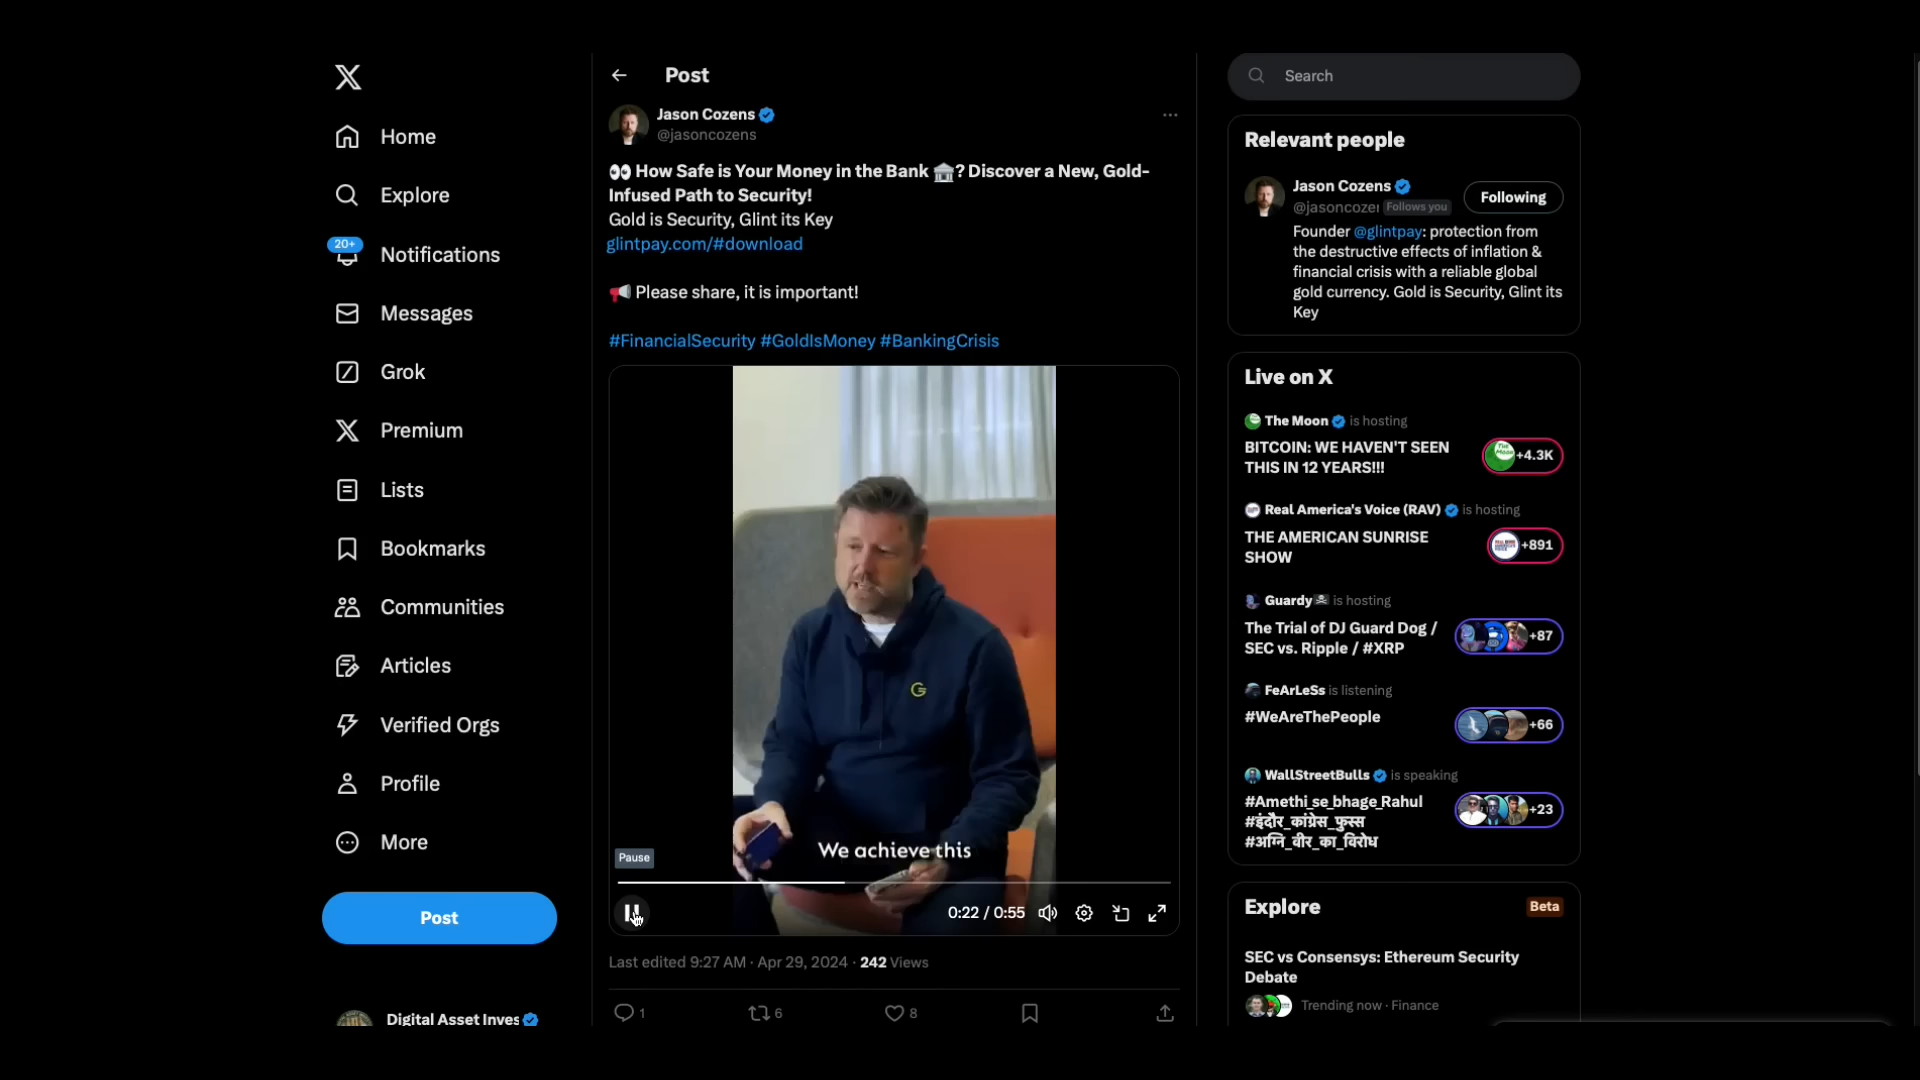 Home
Explore
20+
Notifications
Messages
Grok
Premium
Lists
Bookmarks
Communities
Articles
Verified Orgs
Profile
More
Post
Digital Asset Inves
Post
Jason Cozens
@jasoncozens
👀 How Safe is Your Money in the Bank 🏛️? Discover a New, Gold-
Infused Path to Security!
Gold is Security, Glint its Key
glintpay.com/#download
📢 Please share, it is important!
#FinancialSecurity #GoldIsMoney #BankingCrisis
G
We achieve this
Pause
0:22 / 0:55
Last edited 9:27 AM · Apr 29, 2024 · 242 Views
1
6
8
Search
Relevant people
Jason Cozens
@jasoncozer Follows you
Following
Founder @glintpay: protection from
the destructive effects of inflation &
financial crisis with a reliable global
gold currency. Gold is Security, Glint its
Key
Live on X
The Moon is hosting
BITCOIN: WE HAVEN'T SEEN
THIS IN 12 YEARS!!!
+4.3K
Real America's Voice (RAV) is hosting
THE AMERICAN SUNRISE
SHOW
+891
Guardy☠ is hosting
The Trial of DJ Guard Dog /
SEC vs. Ripple / #XRP
+87
FeArLeSs is listening
#WeAreThePeople
+66
WallStreetBulls is speaking
#Amethi_se_bhage_Rahul
#इंदौर_कांग्रेस_फुस्स
#अग्नि_वीर_का_विरोध
+23
Explore
Beta
SEC vs Consensys: Ethereum Security
Debate
Trending now · Finance